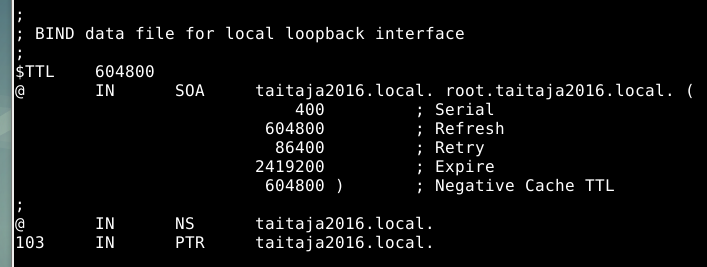 ;
; BIND data file for local loopback interface
;
$TTL    604800
@       IN      SOA     taitaja2016.local. root.taitaja2016.local. (
                            400         ; Serial
                         604800         ; Refresh
                          86400         ; Retry
                        2419200         ; Expire
                         604800 )       ; Negative Cache TTL
;
@       IN      NS      taitaja2016.local.
103     IN      PTR     taitaja2016.local.